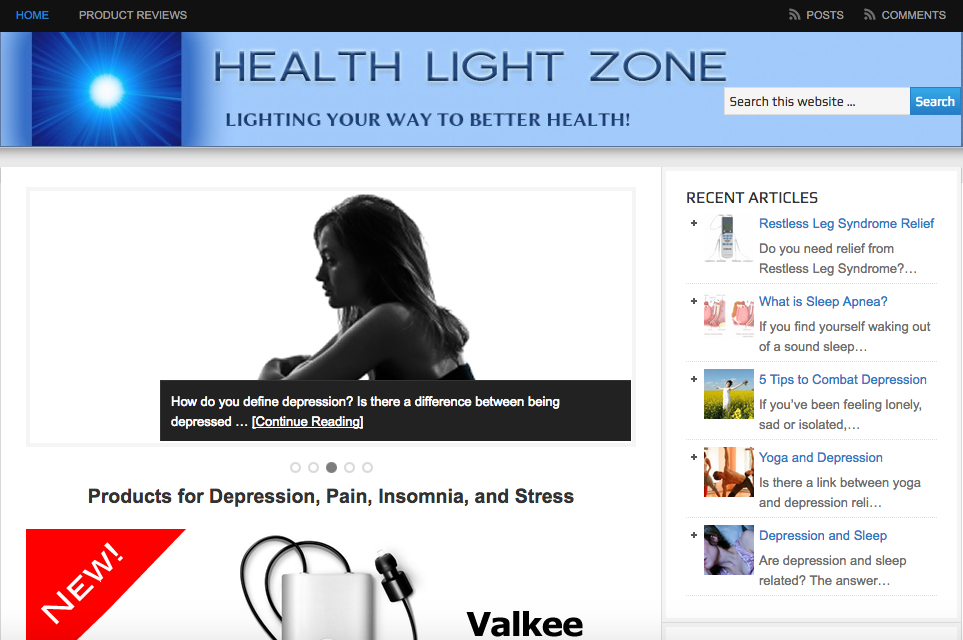 HOME
PRODUCT REVIEWS
POSTS
COMMENTS
HEALTH LIGHT ZONE
LIGHTING YOUR WAY TO BETTER HEALTH!
Search this website ...
Search
How do you define depression? Is there a difference between being
depressed … [Continue Reading]
Products for Depression, Pain, Insomnia, and Stress
NEW!
Valkee
RECENT ARTICLES
Restless Leg Syndrome Relief
Do you need relief from
Restless Leg Syndrome?…
What is Sleep Apnea?
If you find yourself waking out
of a sound sleep…
5 Tips to Combat Depression
If you’ve been feeling lonely,
sad or isolated,…
Yoga and Depression
Is there a link between yoga
and depression reli…
Depression and Sleep
Are depression and sleep
related? The answer…